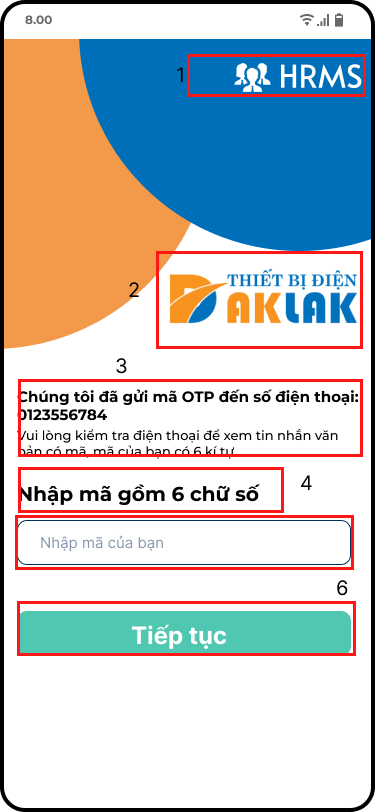 8.00
1
HRMS
2
THIẾT BỊ ĐIỆN
AKLAK
3
Chúng tôi đã gửi mã OTP đến số điện thoại:
0123556784
Vui lòng kiểm tra điện thoại để xem tin nhắn văn
bản có mã, mã của bạn có 6 kí tự
4
Nhập mã gồm 6 chữ số
Nhập mã của bạn
6
Tiếp tục